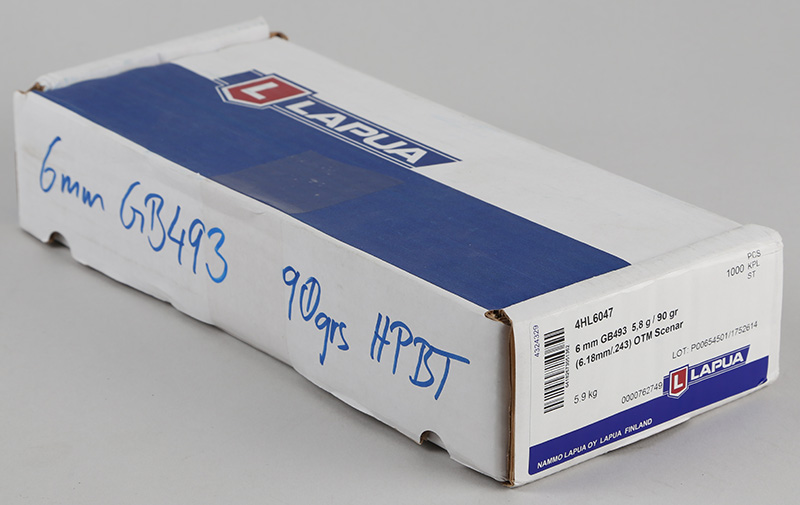 L LAPUA
6mm GB493 90grs HPBT
4324329
4HL6047
6 mm GB493 5,8 g / 90 gr
(6.18mm/.243) OTM Scenar
1000 PCS
KPL
ST
LOT: P00654501/1752614
5.9 kg
0000762749
L LAPUA
NAMMO LAPUA OY LAPUA FINLAND